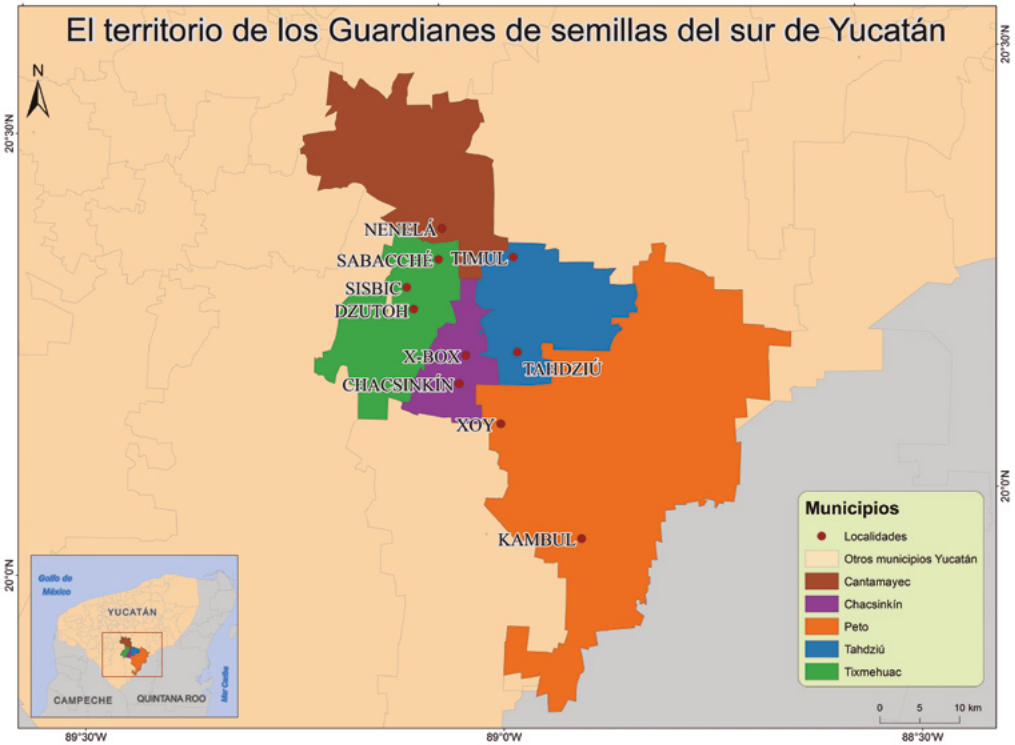 El territorio de los Guardianes de semillas del sur de Yucatán
N
20°30'N
20°30'N
NENELÁ
SABACCHÉ
TIMUL
SISBIC
DZUTOH
X-BOX
TAHDZIÚ
CHACSINKÍN
XOY
KAMBUL
20°0'N
20°0'N
Municipios
Localidades
Otros municipios Yucatán
Cantamayec
Chacsinkín
Peto
Tahdziú
Tixmehuac
0 5 10 km
Golfo de
México
YUCATÁN
CAMPECHE
QUINTANA ROO
Mar Caribe
89°30'W
89°0'W
88°30'W